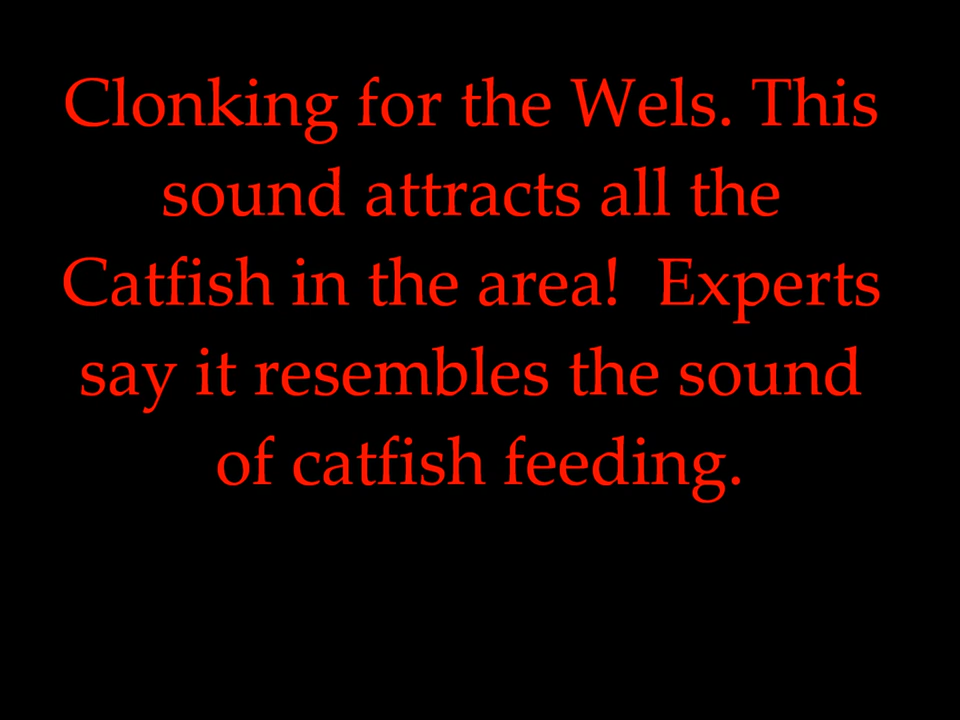 Clonking for the Wels. This
sound attracts all the
Catfish in the area!  Experts
say it resembles the sound
of catfish feeding.